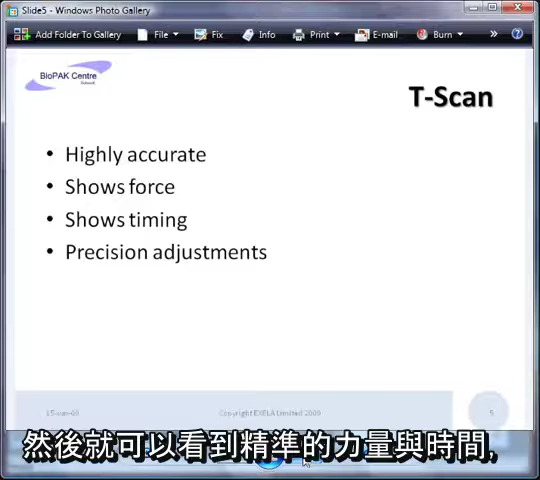 Slide5 - Windows Photo Gallery
Add Folder To Gallery File Fix Info Print E-mail Burn » ?
BioPAK Centre
T-Scan
• Highly accurate
• Shows force
• Shows timing
• Precision adjustments
Copyright EXELA Limited 2009
5
然後就可以看到精準的力量與時間,